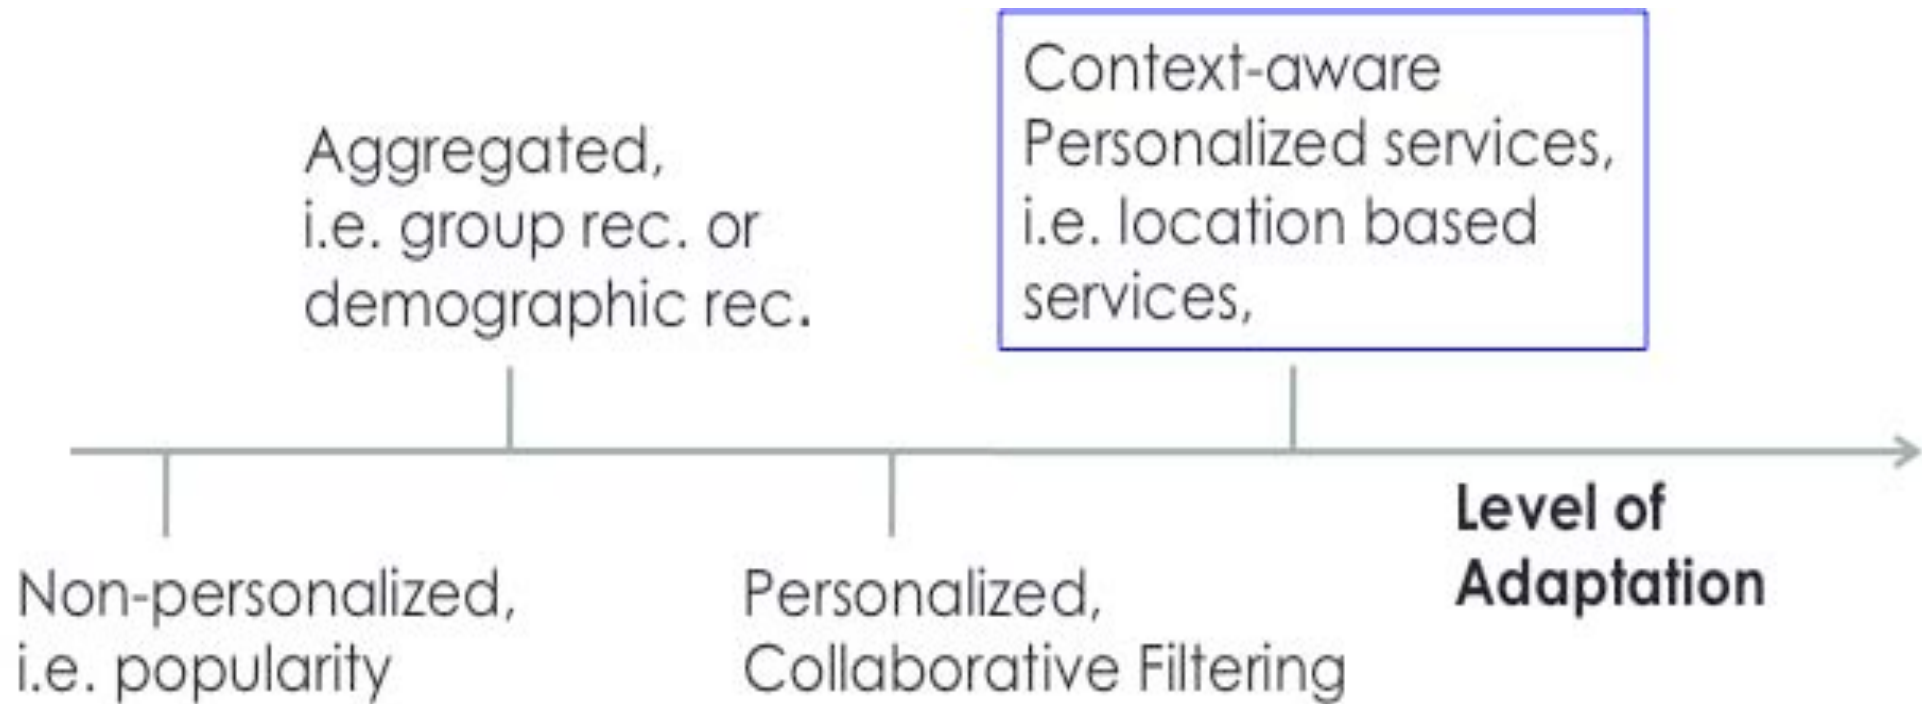 Context-aware
Personalized services,
i.e. location based
services,
Aggregated,
i.e. group rec. or
demographic rec.
Level of
Adaptation
Non-personalized,
i.e. popularity
Personalized,
Collaborative Filtering